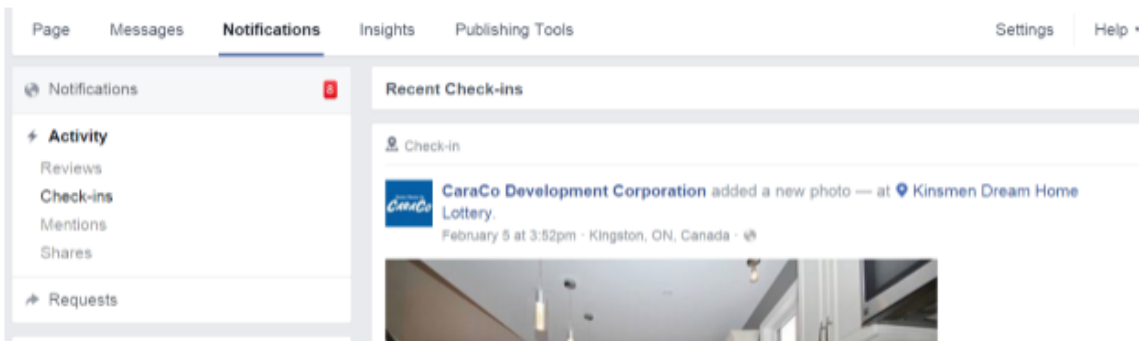 Page Messages Notifications Insights Publishing Tools Settings Help
Notifications 8
Activity
Reviews
Check-ins
Mentions
Shares
Requests
Recent Check-ins
Check-in
CaraCo
CaraCo Development Corporation added a new photo — at Kinsmen Dream Home
Lottery.
February 5 at 3:52pm · Kingston, ON, Canada ·